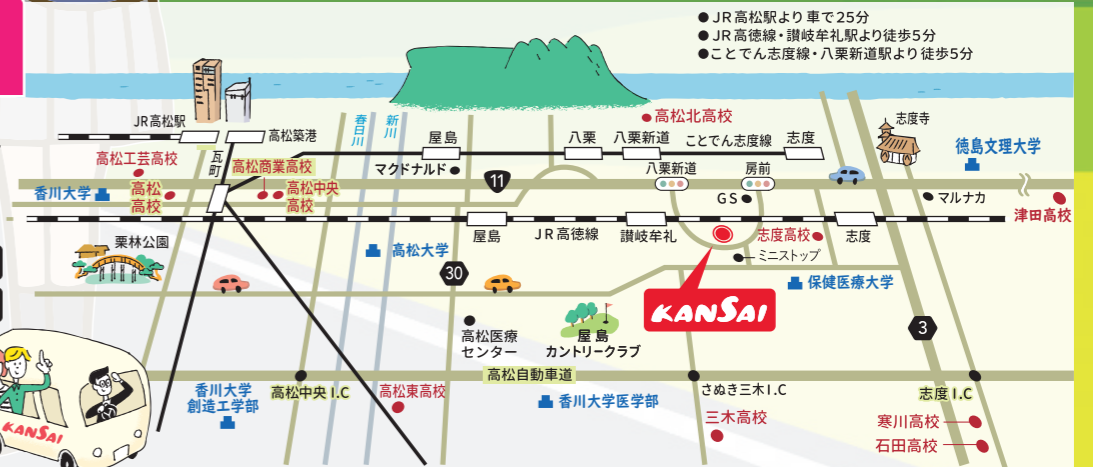 ●JR高松駅より車で25分
●JR高徳線・讃岐牟礼駅より徒歩5分
●ことでん志度線・八栗新道駅より徒歩5分
JR高松駅
高松築港
春日川
新川
屋島
八栗
八栗新道
ことでん志度線
志度
高松北高校
志度寺
徳島文理大学
高松工芸高校
瓦町
高松商業高校
マクドナルド
11
八栗新道
房前
香川大学
高松
高校
高松中央
高校
GS
マルナカ
津田高校
栗林公園
屋島
JR高徳線
讃岐牟礼
志度高校
志度
高松大学
ミニストップ
30
保健医療大学
KANSAI
高松医療
センター
屋島
カントリークラブ
3
高松自動車道
香川大学
創造工学部
高松中央I.C
高松東高校
香川大学医学部
さぬき三木I.C
志度I.C
三木高校
寒川高校
石田高校
KANSAI